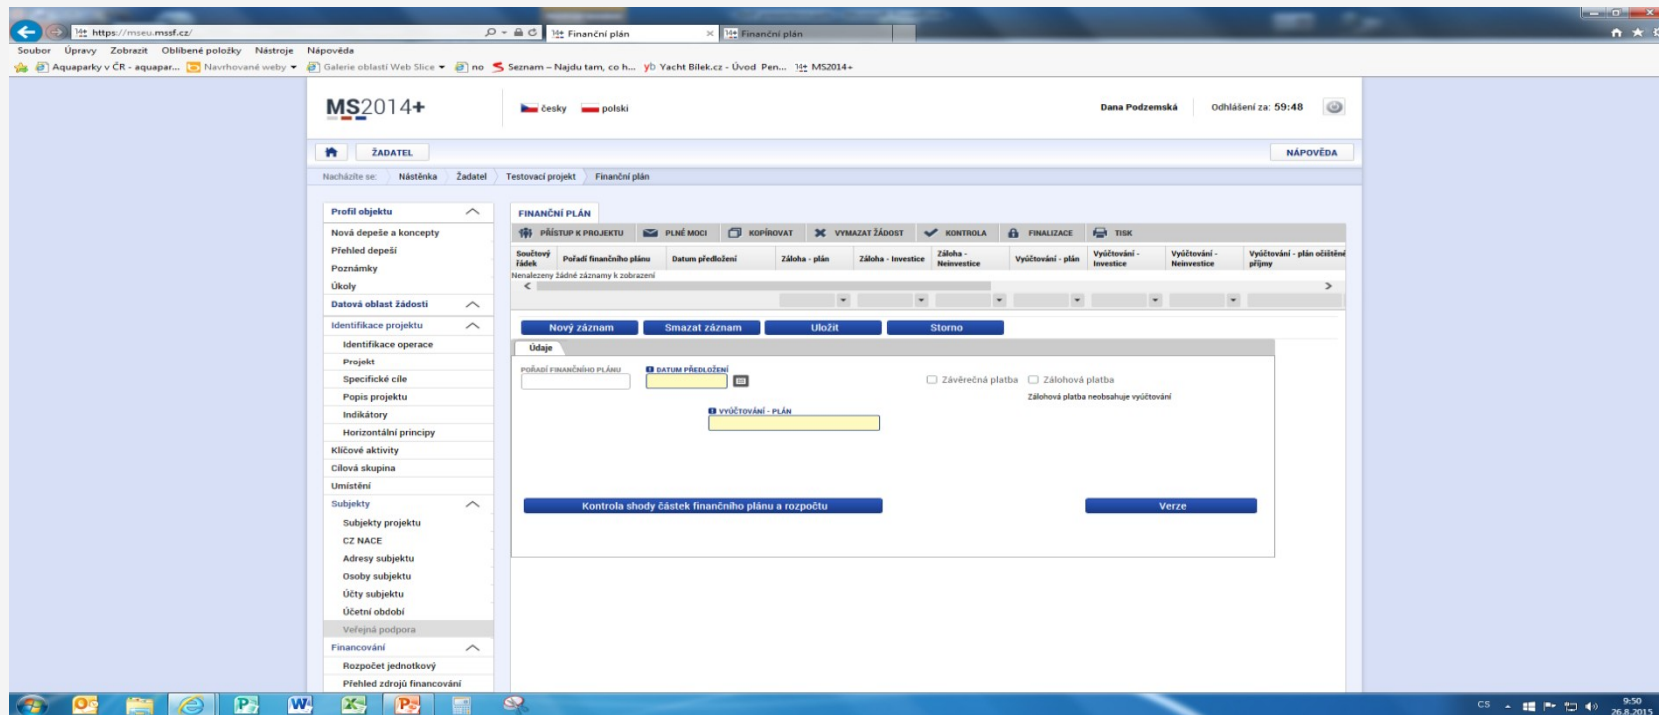 https://mseu.mssf.cz/
Finanční plán
Finanční plán
Soubor Úpravy Zobrazit Oblíbené položky Nástroje Nápověda
Aquaparky v ČR - aquapar... Navrhované weby Galerie oblastí Web Slice no Seznam – Najdu tam, co h... Yacht Bílek.cz - Úvod Pen... MS2014+
MS2014+
česky polski
Dana Podzemská Odhlášení za: 59:48
ŽADATEL NÁPOVĚDA
Nacházíte se: Nástěnka Žadatel Testovací projekt Finanční plán
Profil objektu
Nová depeše a koncepty
Přehled depeší
Poznámky
Úkoly
Datová oblast žádosti
Identifikace projektu
Identifikace operace
Projekt
Specifické cíle
Popis projektu
Indikátory
Horizontální principy
Klíčové aktivity
Cílová skupina
Umístění
Subjekty
Subjekty projektu
CZ NACE
Adresy subjektu
Osoby subjektu
Účty subjektu
Účetní období
Veřejná podpora
Financování
Rozpočet jednotkový
Přehled zdrojů financování
FINANČNÍ PLÁN
PŘÍSTUP K PROJEKTU PLNÉ MOCI KOPÍROVAT VYMAZAT ŽÁDOST KONTROLA FINALIZACE TISK
Součtový řádek Pořadí finančního plánu Datum předložení Záloha - plán Záloha - Investice Záloha - Neinvestice Vyúčtování - plán Vyúčtování - Investice Vyúčtování - Neinvestice Vyúčtování - plán očištěné příjmy
Nenalezeny žádné záznamy k zobrazení
Nový záznam Smazat záznam Uložit Storno
Údaje
POŘADÍ FINANČNÍHO PLÁNU DATUM PŘEDLOŽENÍ
Závěrečná platba Zálohová platba
Zálohová platba neobsahuje vyúčtování
VYÚČTOVÁNÍ - PLÁN
Kontrola shody částek finančního plánu a rozpočtu Verze
CS 9:50
26.8.2015